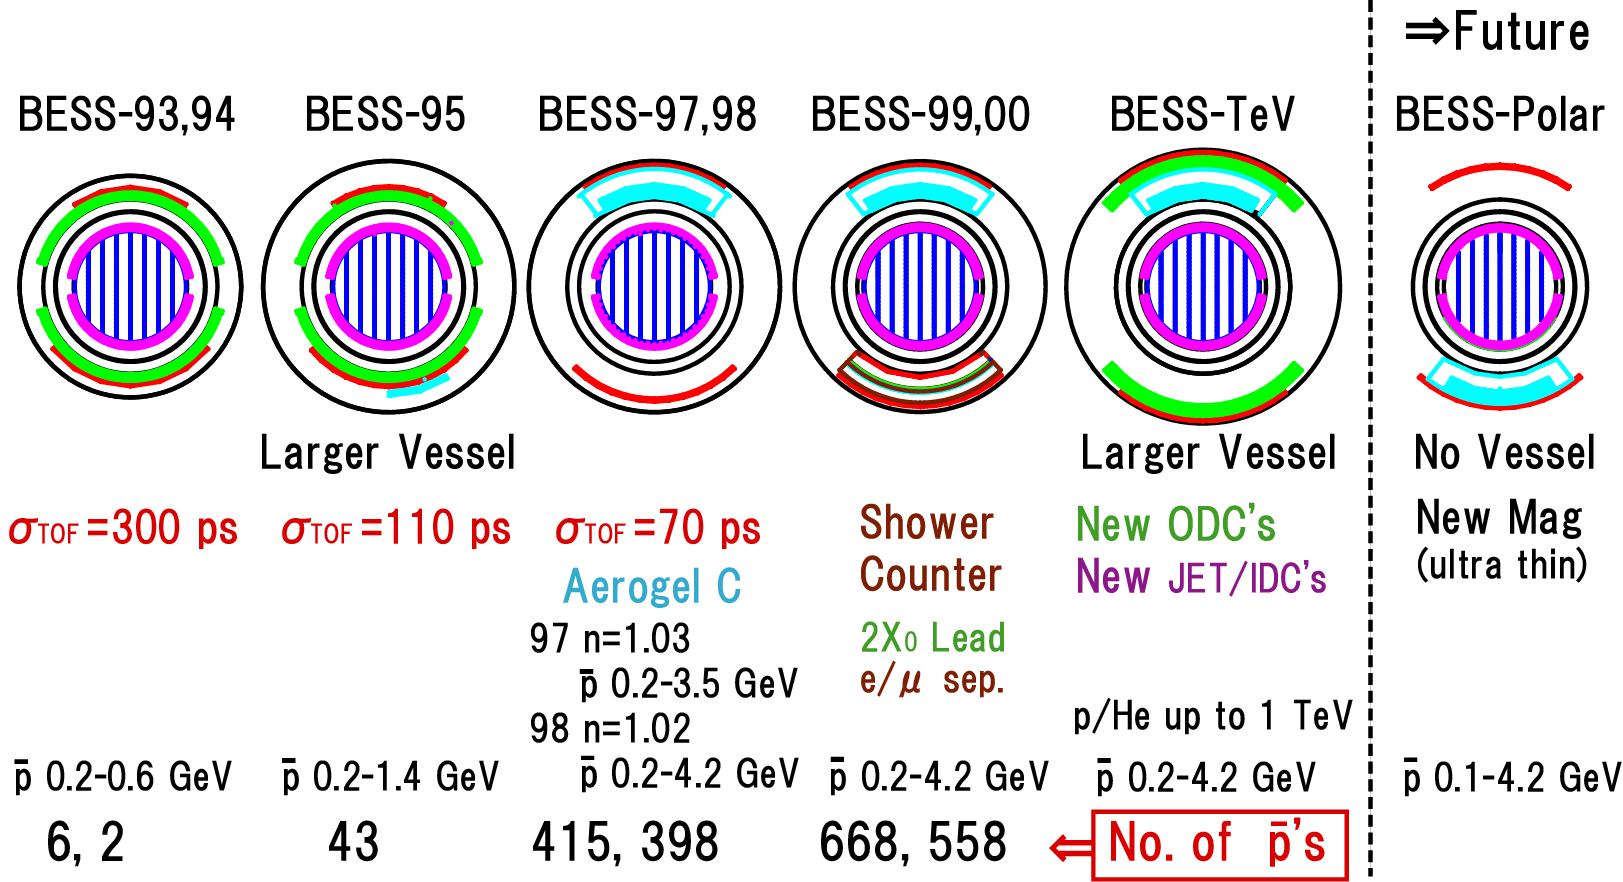 ⇒Future
BESS-93,94 BESS-95 BESS-97,98 BESS-99,00 BESS-TeV BESS-Polar
Larger Vessel Larger Vessel No Vessel
σTOF=300 ps σTOF=110 ps σTOF=70 ps Shower New ODC's New Mag
Aerogel C Counter New JET/IDC's (ultra thin)
97 n=1.03 2X0 Lead
p̄ 0.2-3.5 GeV e/μ sep.
98 n=1.02 p/He up to 1 TeV
p̄ 0.2-0.6 GeV p̄ 0.2-1.4 GeV p̄ 0.2-4.2 GeV p̄ 0.2-4.2 GeV p̄ 0.2-4.2 GeV p̄ 0.1-4.2 GeV
6, 2 43 415, 398 668, 558 ⇐ No. of p̄'s